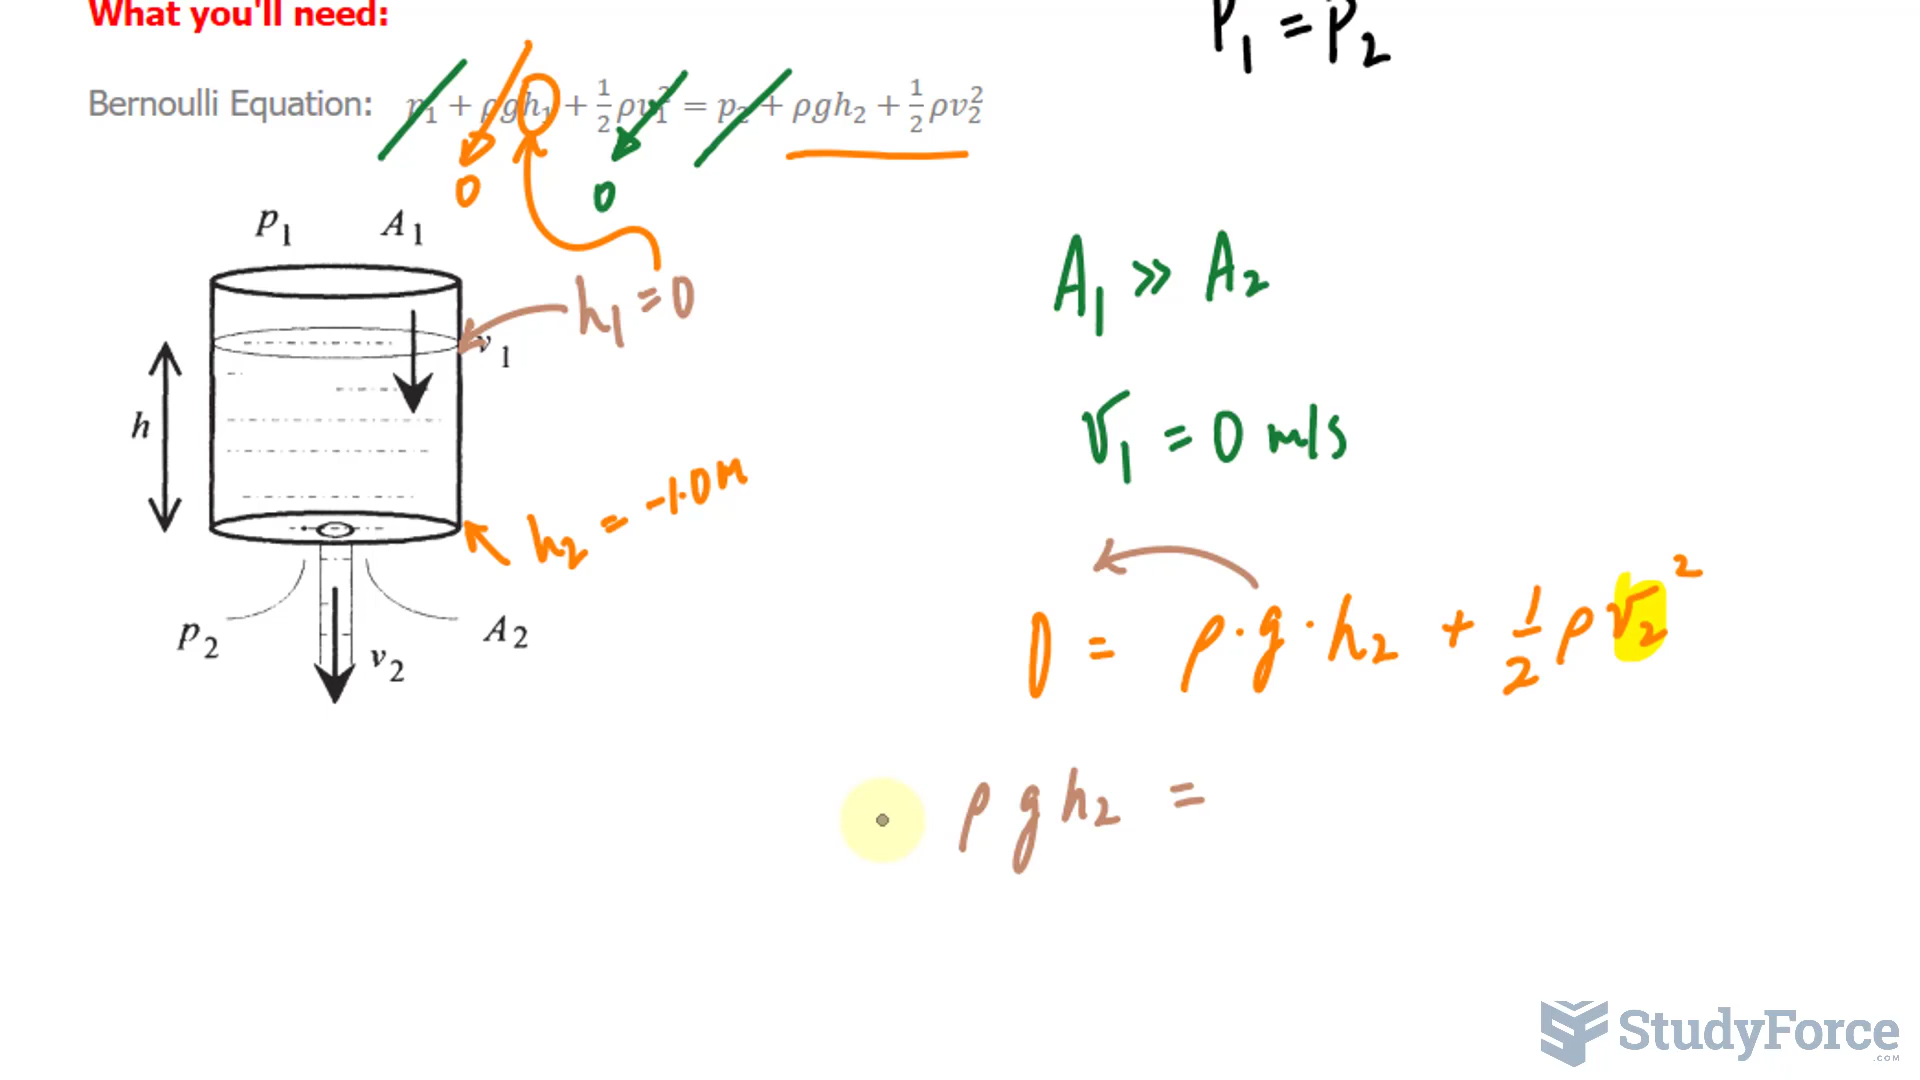 What you'll need:
P₁ = P₂
Bernoulli Equation: p₁ + ρgh₁ + ½ρv₁² = p₂ + ρgh₂ + ½ρv₂²
0
0
p₁ A₁
A₁ >> A₂
h₁ = 0
v₁
h
v₁ = 0 m/s
h₂ = -1.0m
0 = ρ·g·h₂ + ½ρv₂²
p₂ A₂
v₂
ρgh₂ =
StudyForce
.COM